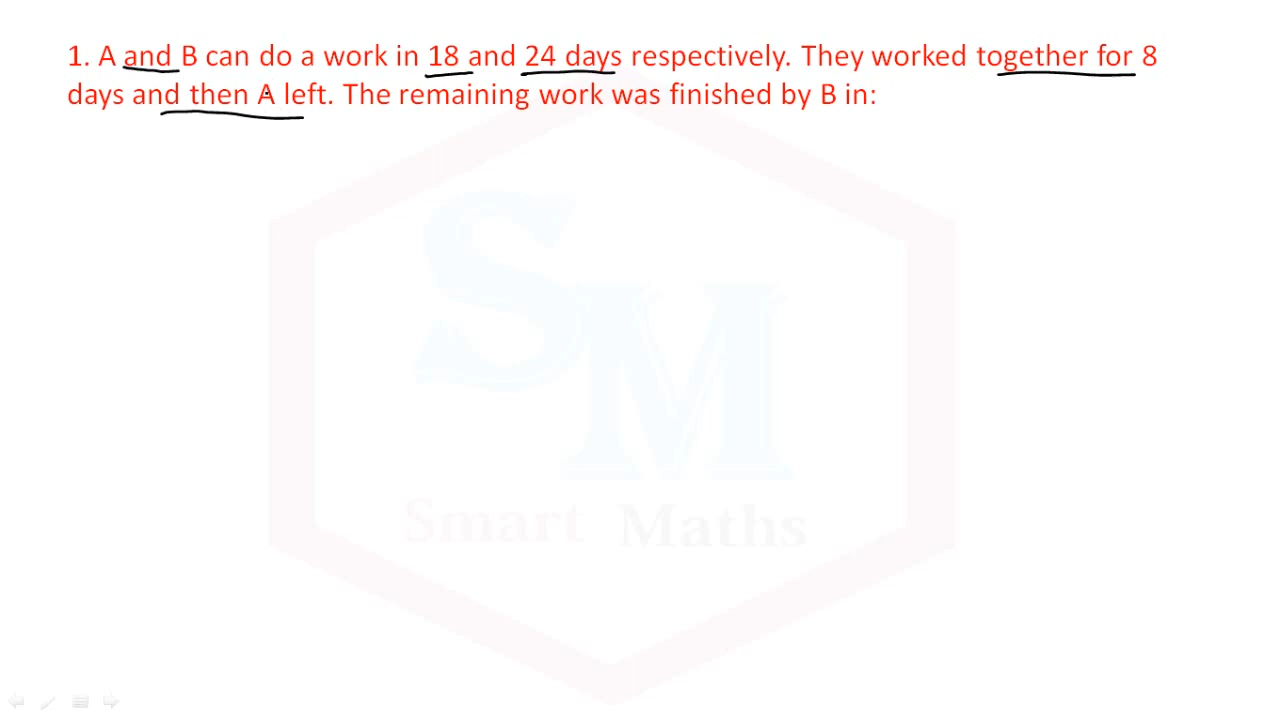 1. A and B can do a work in 18 and 24 days respectively. They worked together for 8
days and then A left. The remaining work was finished by B in:
SM
Smart Maths